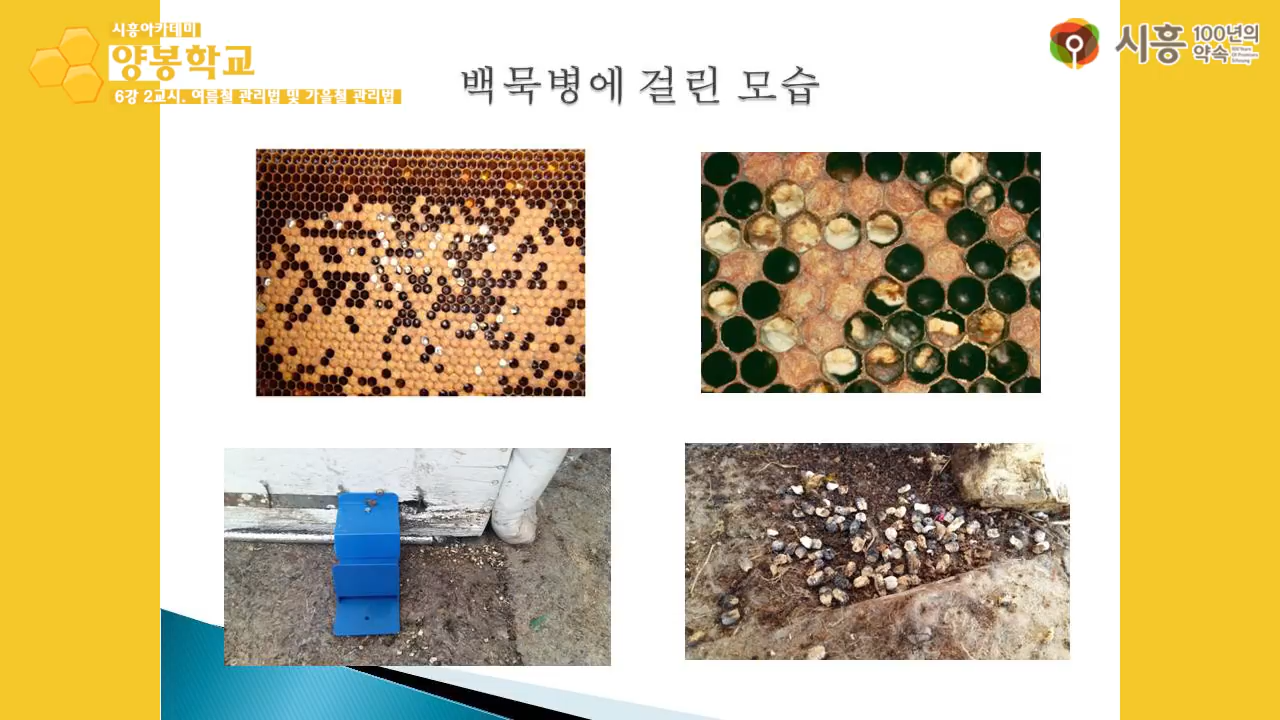 시흥아카데미
양봉학교
6강 2교시. 여름철 관리법 및 가을철 관리법
백묵병에 걸린 모습
시흥 100년의
약속